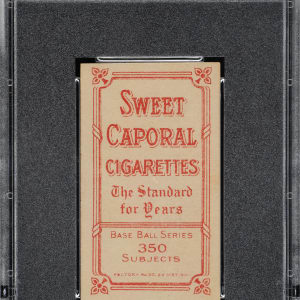 SWEET
CAPORAL
CIGARETTES
The Standard
for Years
BASE BALL SERIES
350
SUBJECTS